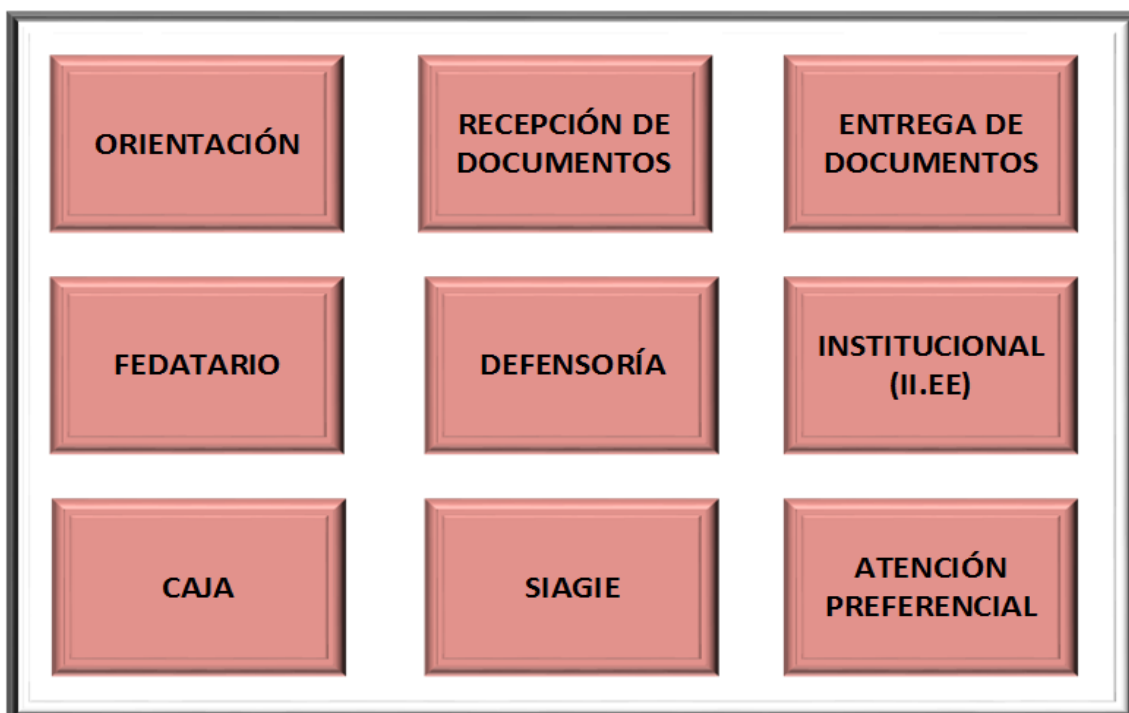 ORIENTACIÓN
RECEPCIÓN DE
DOCUMENTOS
ENTREGA DE
DOCUMENTOS
FEDATARIO
DEFENSORÍA
INSTITUCIONAL
(II.EE)
CAJA
SIAGIE
ATENCIÓN
PREFERENCIAL